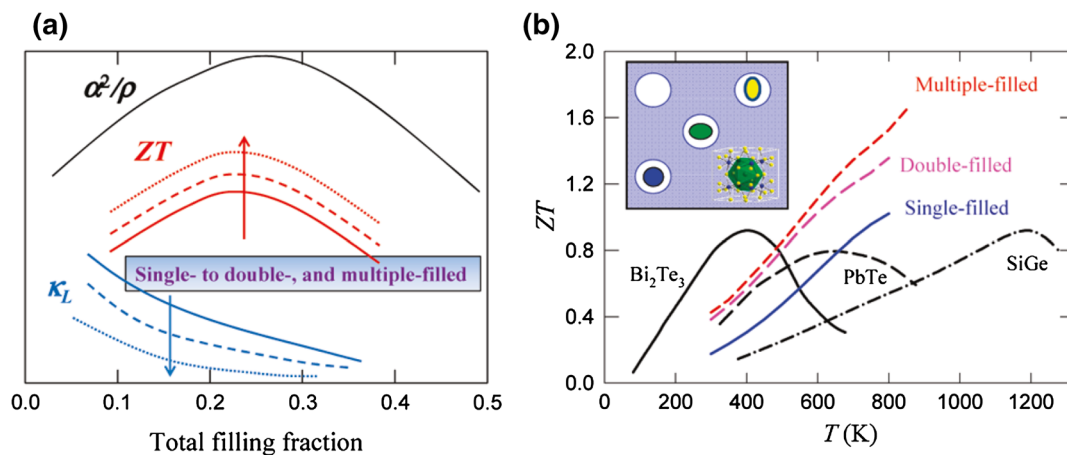 (a)
α²/ρ
ZT
Single- to double-, and multiple-filled
κL
0.0 0.1 0.2 0.3 0.4 0.5
Total filling fraction
(b)
2.0
1.6
1.2
0.8
0.4
0.0
ZT
Multiple-filled
Double-filled
Single-filled
Bi₂Te₃
PbTe
SiGe
200 400 600 800 1000 1200
T (K)